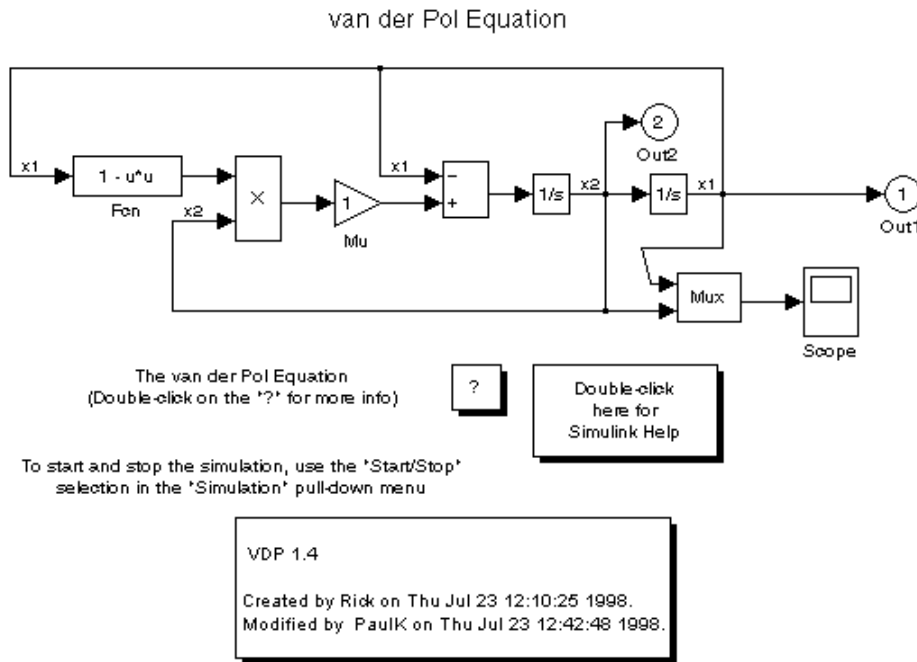 van der Pol Equation
2
Out2
x1
1 - u*u
Fcn
x2
X
1
Mu
x1
−
+
1/s
x2
1/s
x1
1
Out1
Mux
Scope
The van der Pol Equation
(Double-click on the "?" for more info)
?
Double-click
here for
Simulink Help
To start and stop the simulation, use the "Start/Stop"
selection in the "Simulation" pull-down menu
VDP 1.4
Created by Rick on Thu Jul 23 12:10:25 1998.
Modified by PaulK on Thu Jul 23 12:42:48 1998.